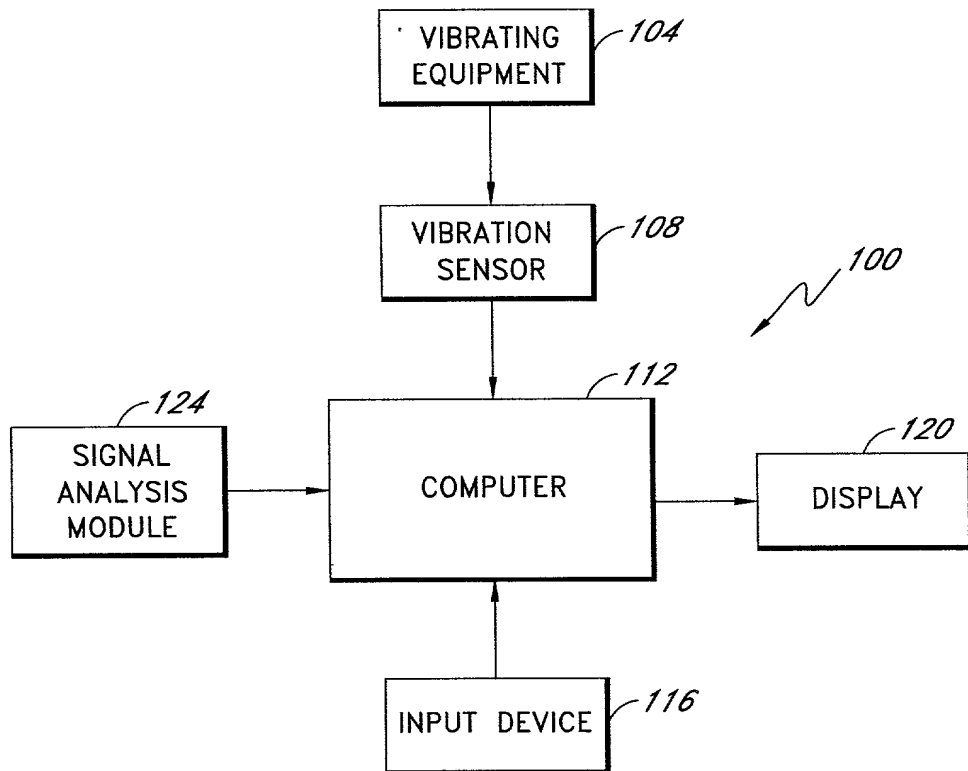 VIBRATING
EQUIPMENT
104
VIBRATION
SENSOR
108
100
112
124
SIGNAL
ANALYSIS
MODULE
COMPUTER
120
DISPLAY
INPUT DEVICE
116